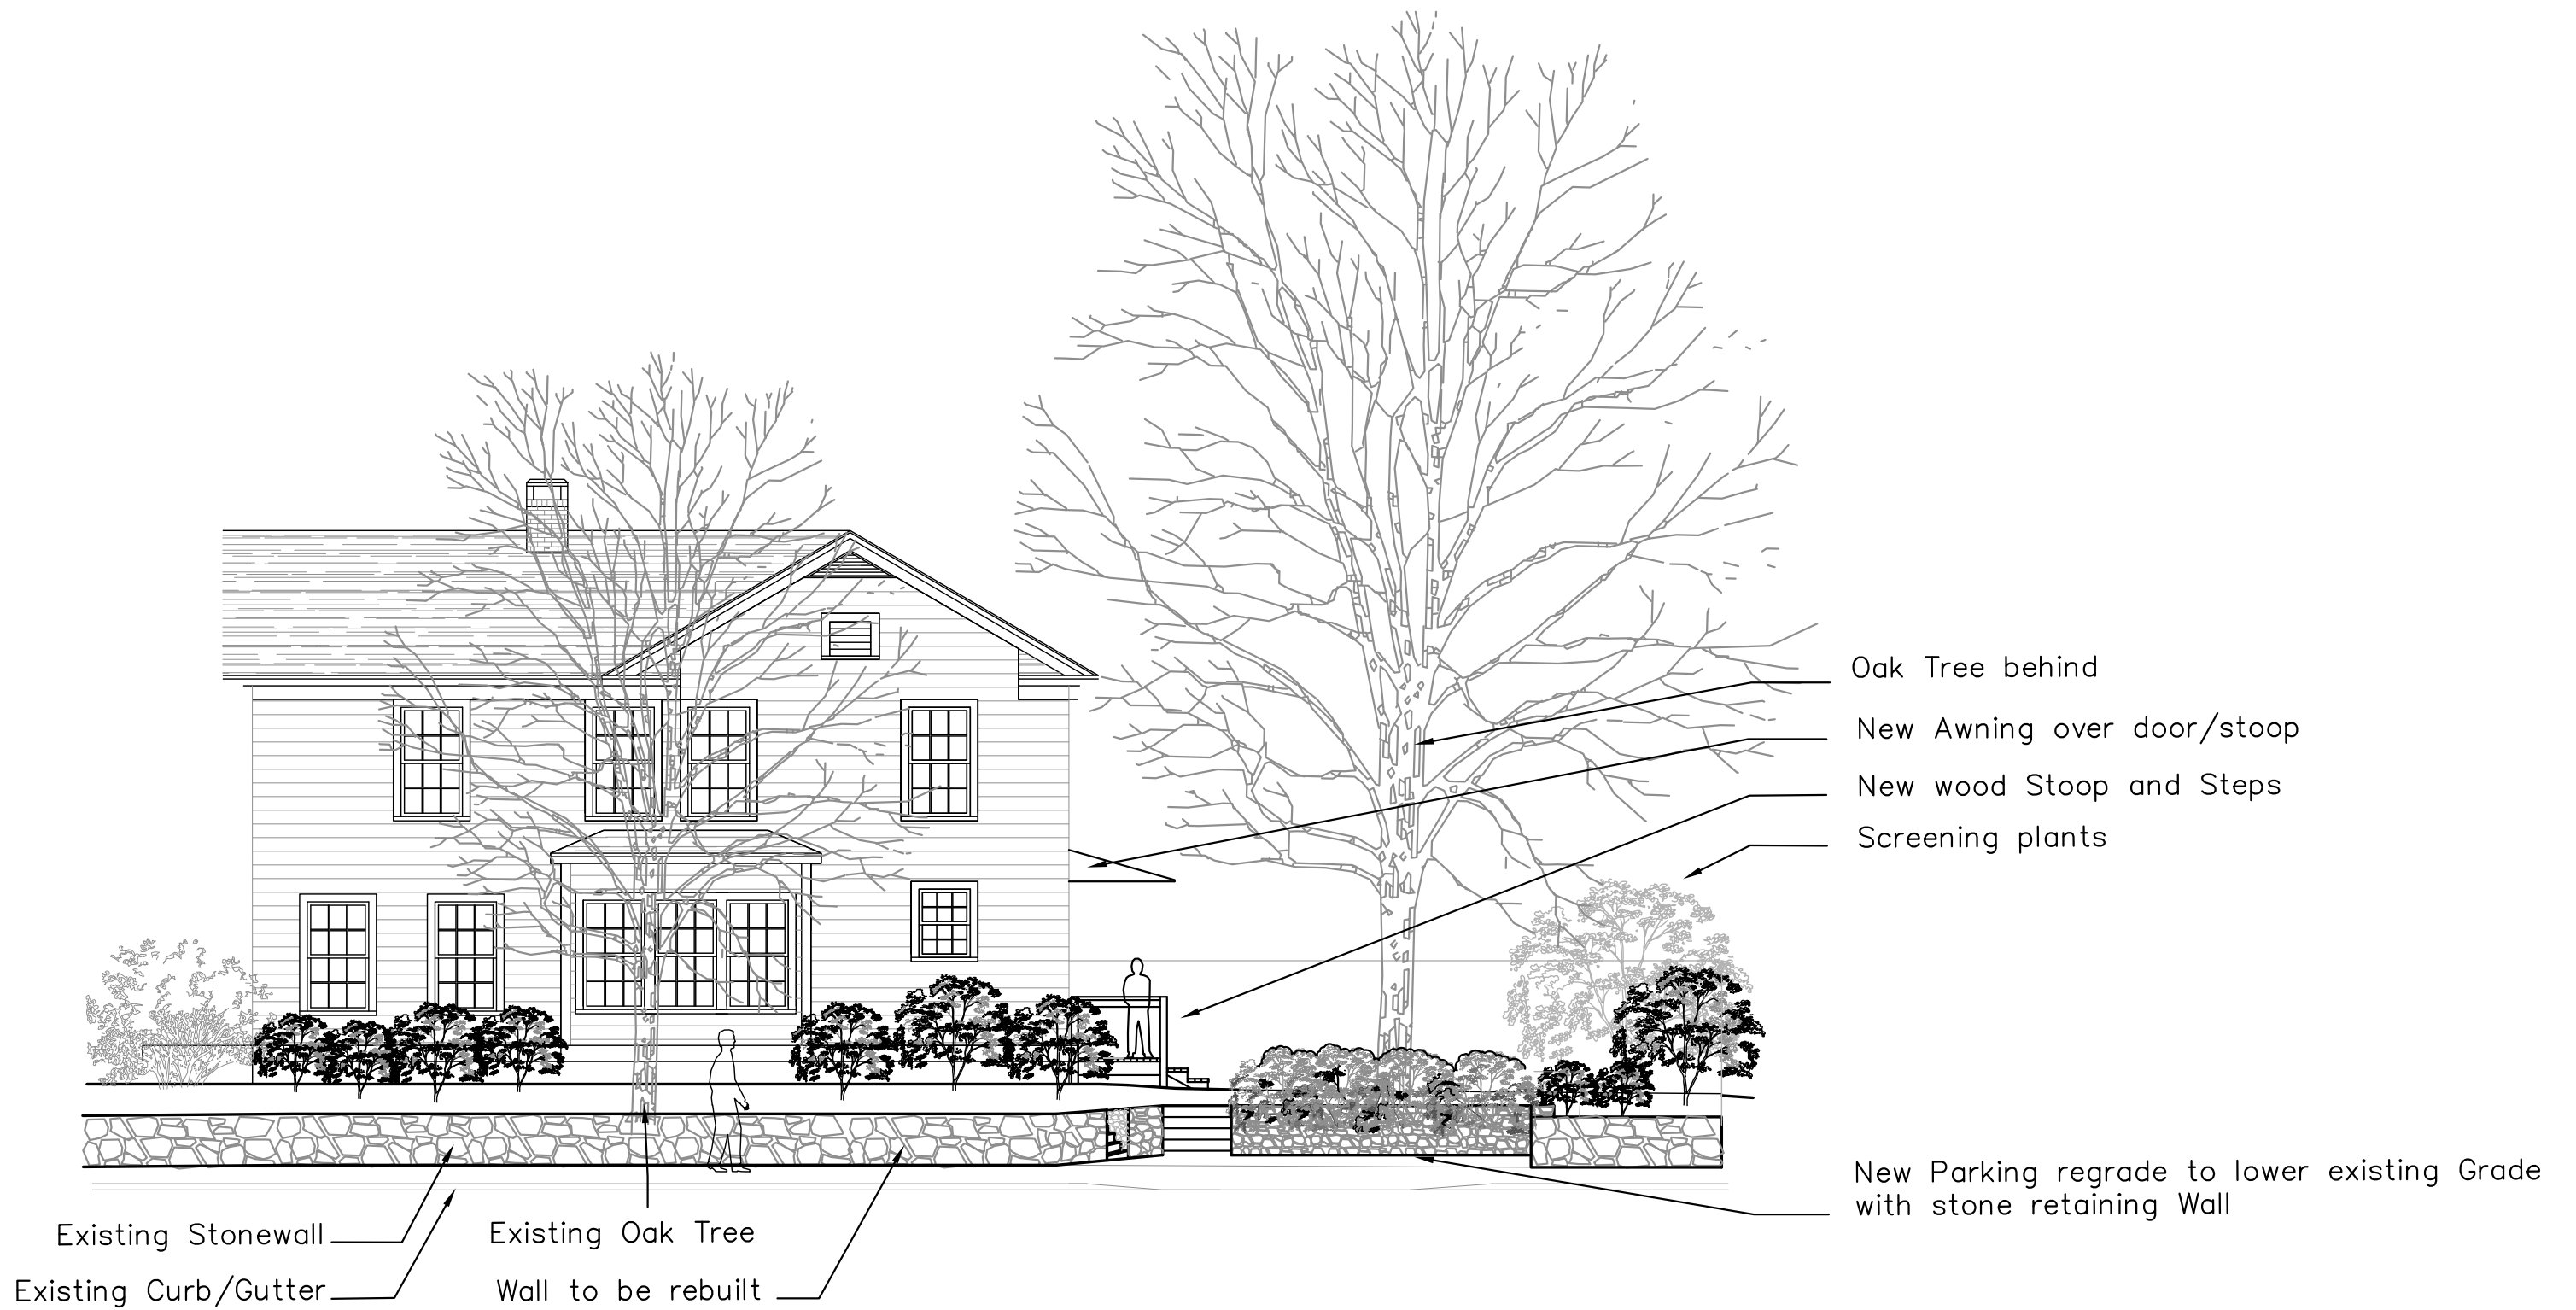 Oak Tree behind
New Awning over door/stoop
New wood Stoop and Steps
Screening plants
New Parking regrade to lower existing Grade
with stone retaining Wall
Existing Stonewall
Existing Oak Tree
Existing Curb/Gutter
Wall to be rebuilt